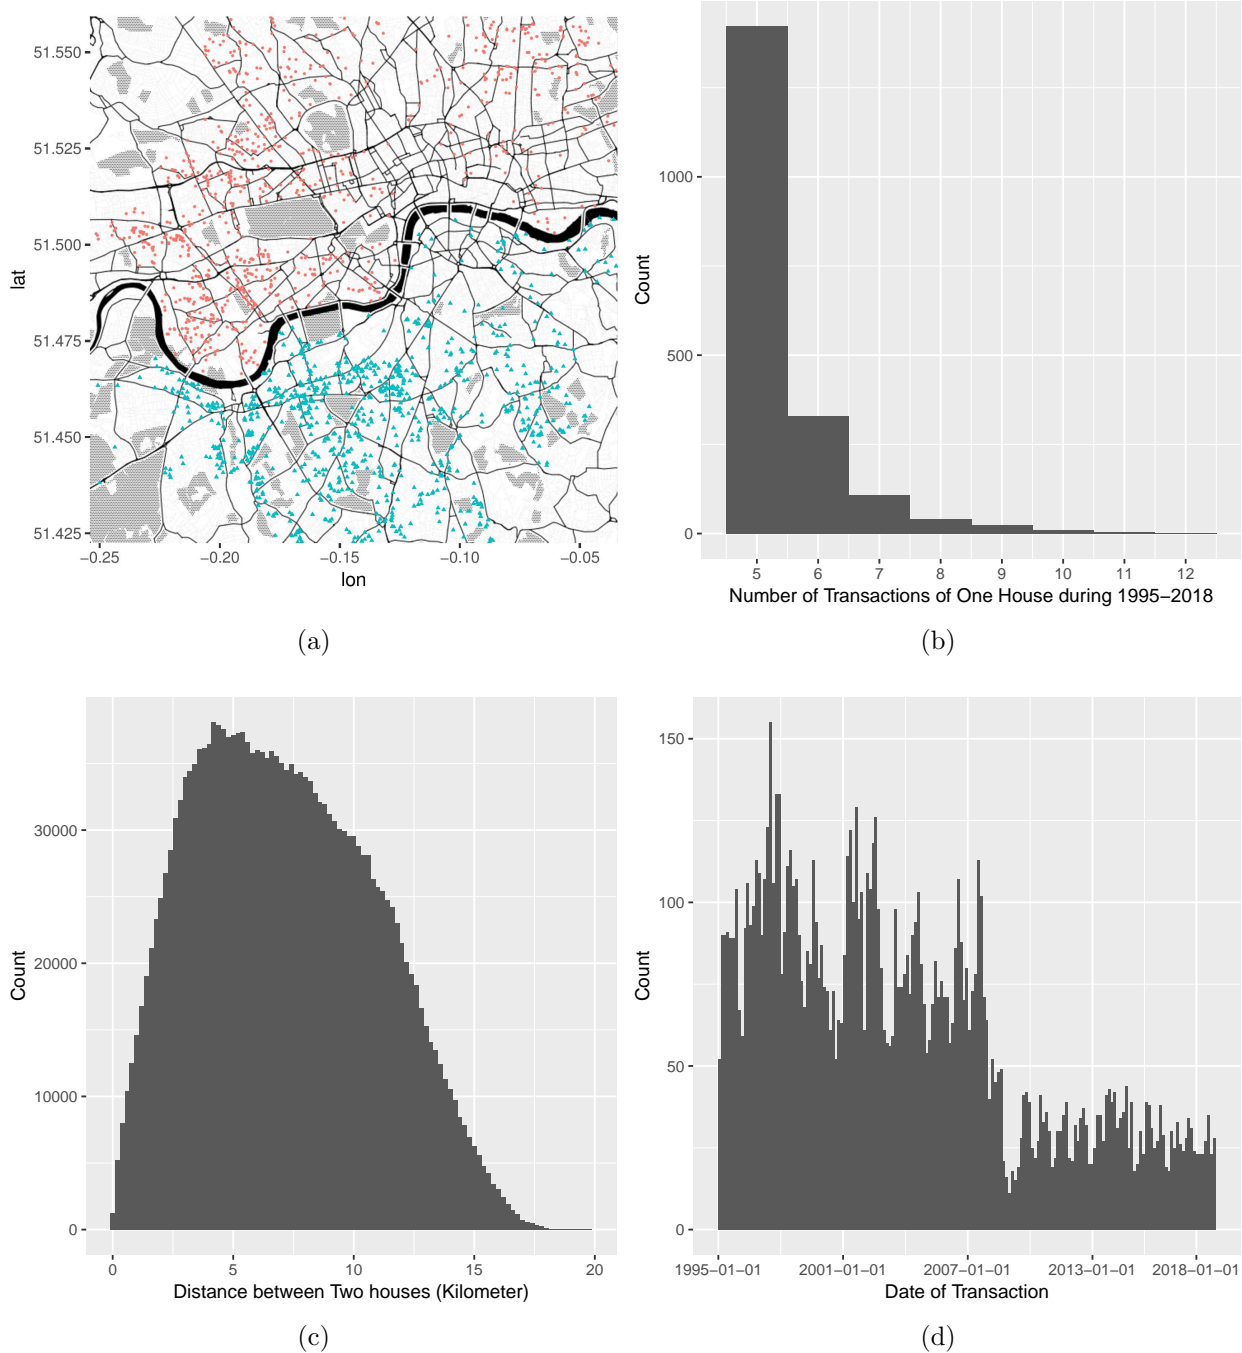 51.550
51.525
51.500
51.475
51.450
51.425
lat
−0.25 −0.20 −0.15 −0.10 −0.05
lon
(a)
1000
500
0
Count
5 6 7 8 9 10 11 12
Number of Transactions of One House during 1995−2018
(b)
30000
20000
10000
0
Count
0 5 10 15 20
Distance between Two houses (Kilometer)
(c)
150
100
50
0
Count
1995−01−01 2001−01−01 2007−01−01 2013−01−01 2018−01−01
Date of Transaction
(d)